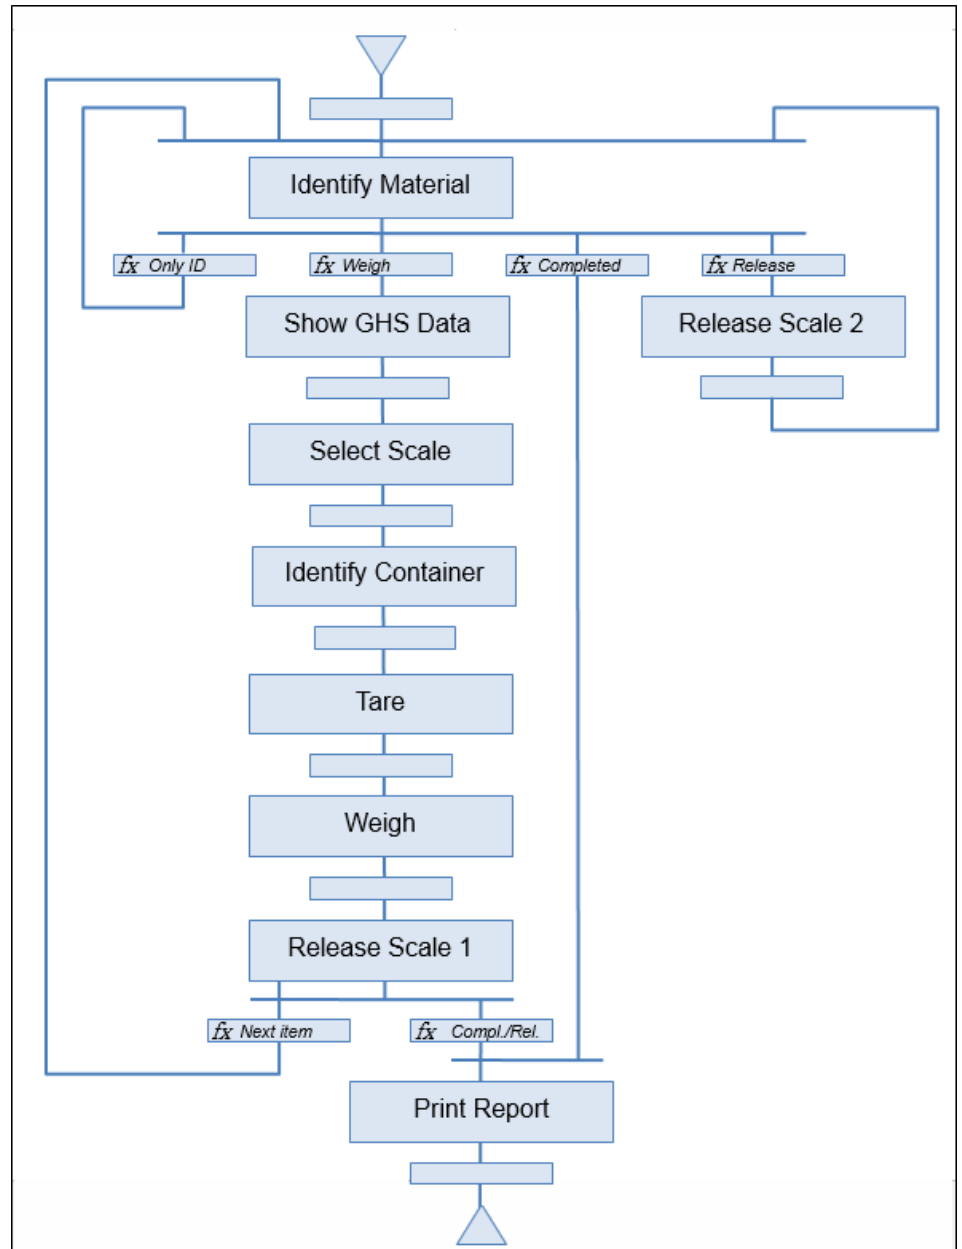 Identify Material
fx Only ID
fx Weigh
fx Completed
fx Release
Show GHS Data
Release Scale 2
Select Scale
Identify Container
Tare
Weigh
Release Scale 1
fx Next item
fx Compl./Rel.
Print Report